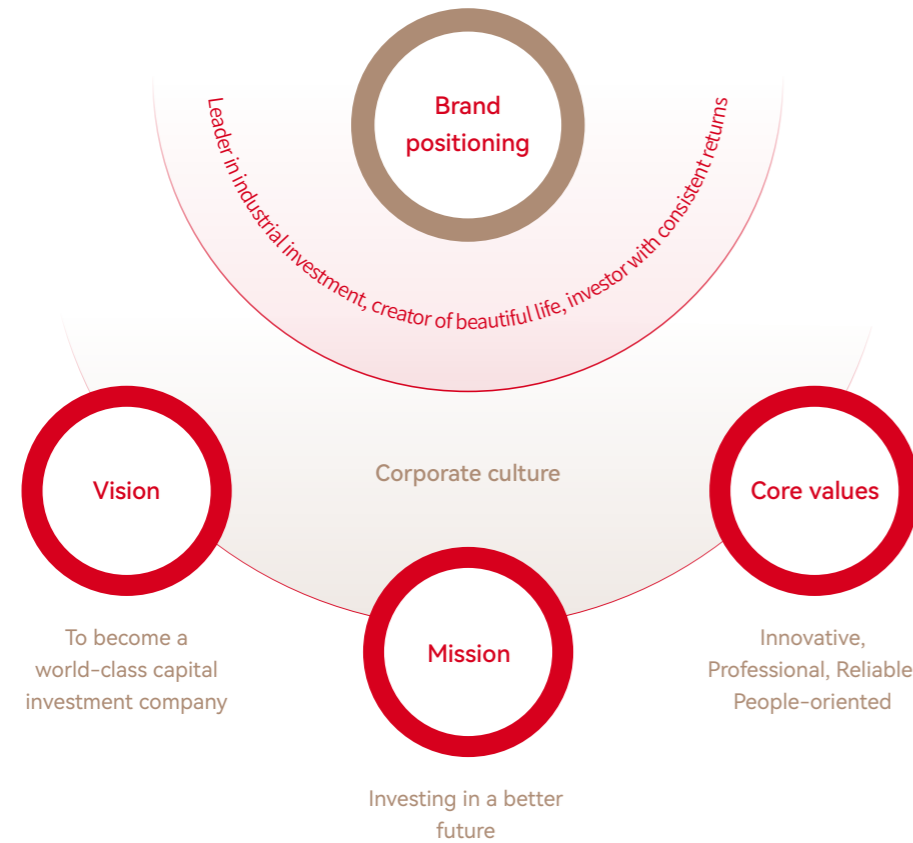 Brand
positioning
Leader in industrial investment, creator of beautiful life, investor with consistent returns
Corporate culture
Vision
To become a
world-class capital
investment company
Mission
Investing in a better
future
Core values
Innovative,
Professional, Reliable
People-oriented